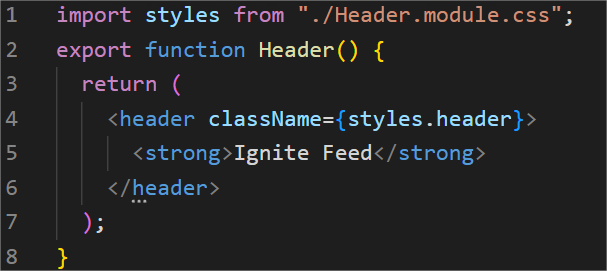 1 import styles from "./Header.module.css";
2 export function Header() {
3   return (
4     <header className={styles.header}>
5       <strong>Ignite Feed</strong>
6     </header>
7   );
8 }